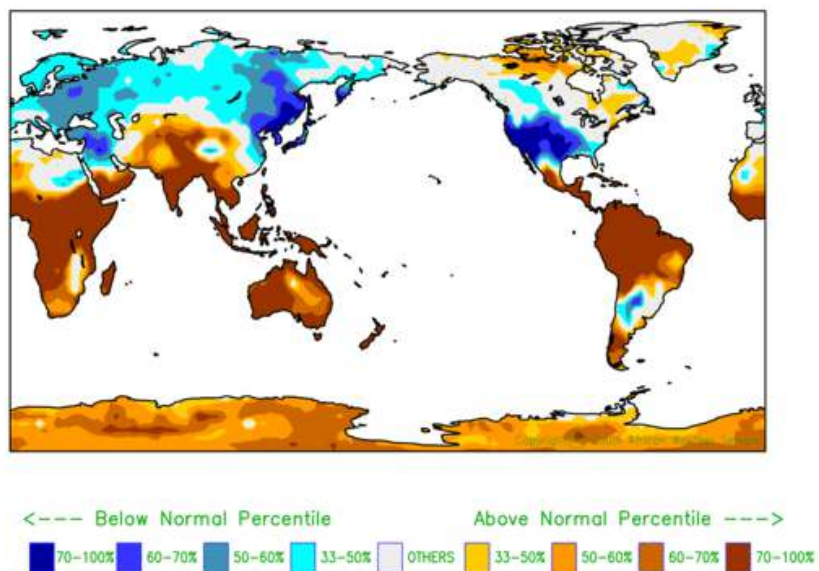 <--- Below Normal Percentile
Above Normal Percentile --->
70-100%
60-70%
50-60%
33-50%
OTHERS
33-50%
50-60%
60-70%
70-100%